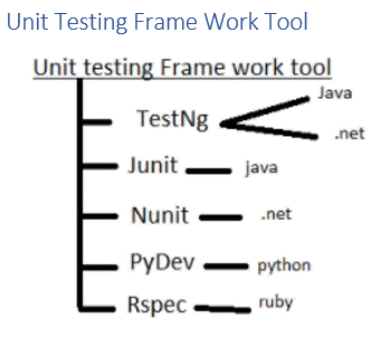 Unit Testing Frame Work Tool
Unit testing Frame work tool
TestNg Java
.net
Junit java
Nunit .net
PyDev python
Rspec ruby